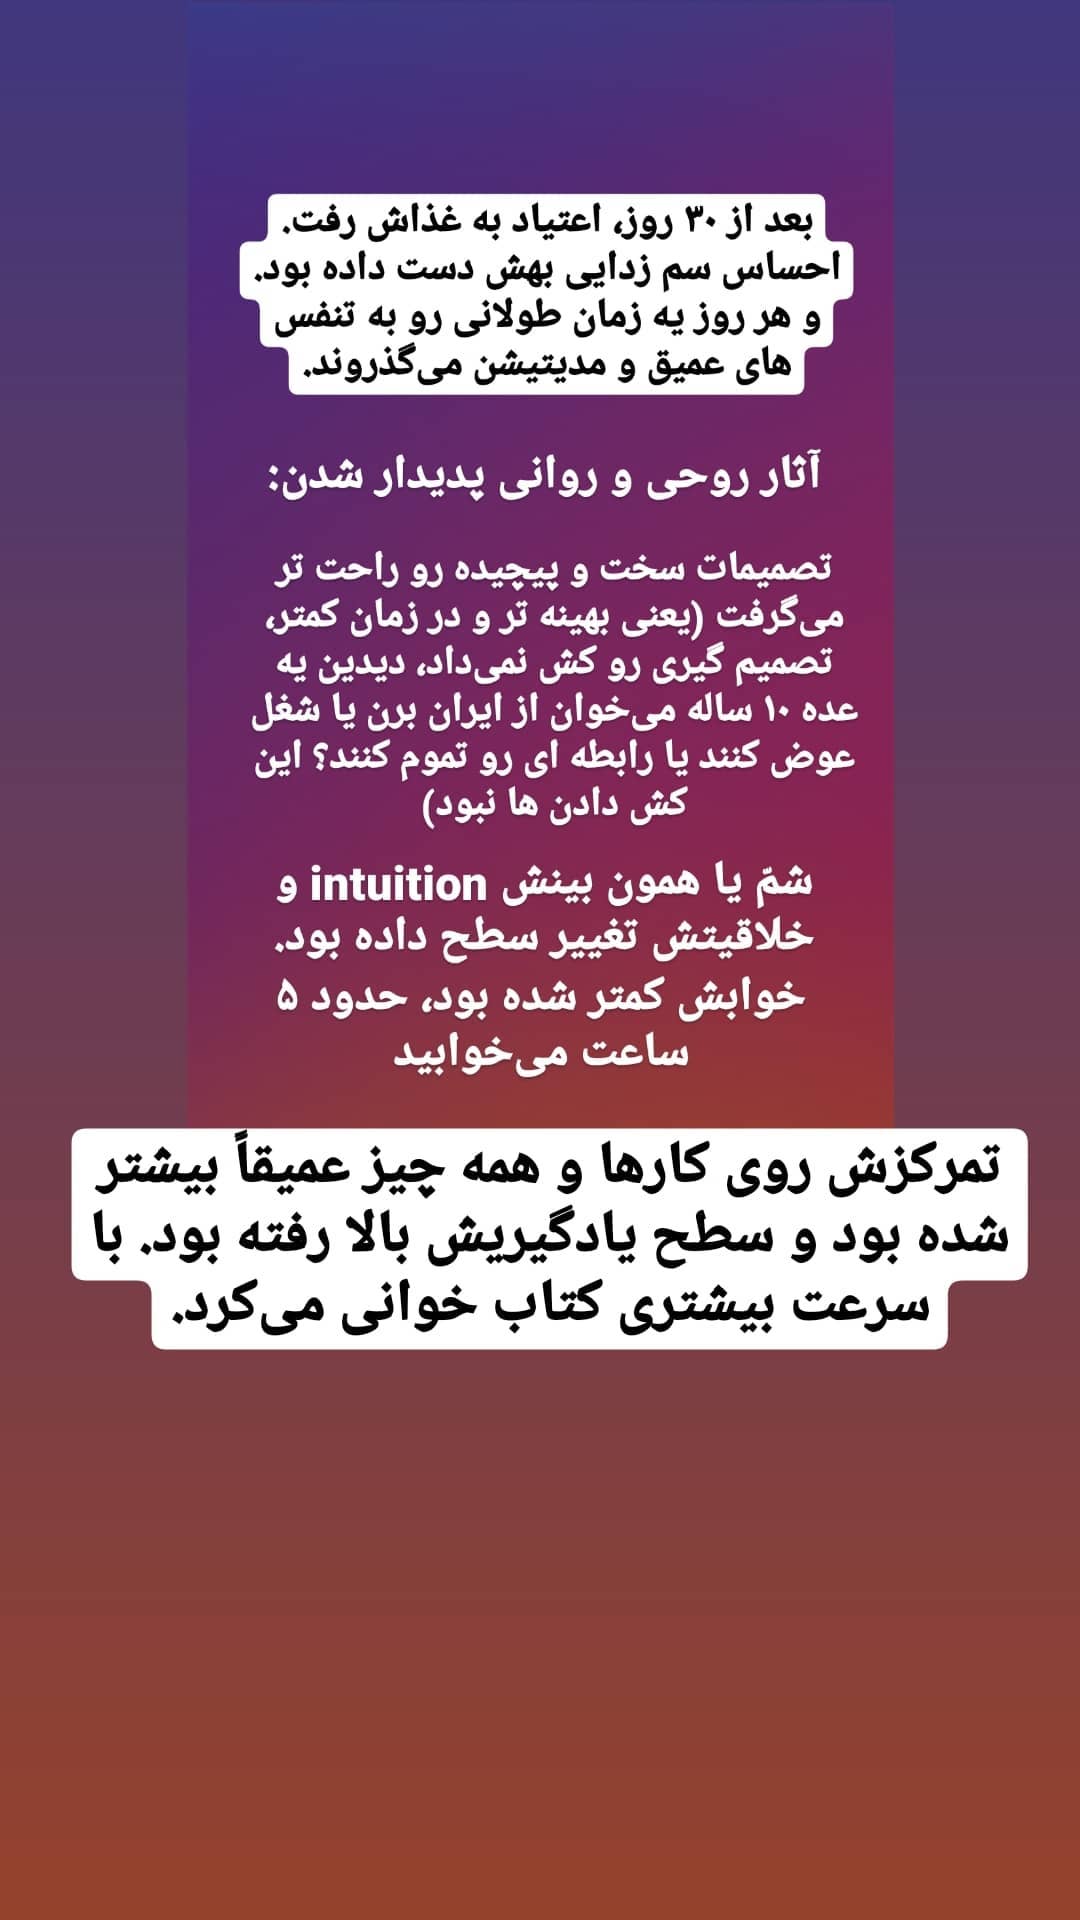 بعد از ۳۰ روز، اعتیاد به غذاش رفت.
احساس سم زدایی بهش دست داده بود.
و هر روز یه زمان طولانی رو به تنفس
های عمیق و مدیتیشن می‌گذروند.
آثار روحی و روانی پدیدار شدن:
تصمیمات سخت و پیچیده رو راحت تر
می‌گرفت (یعنی بهینه تر و در زمان کمتر،
تصمیم گیری رو کش نمی‌داد، دیدین یه
عده ۱۰ ساله می‌خوان از ایران برن یا شغل
عوض کنند یا رابطه ای رو تموم کنند؟ این
کش دادن ها نبود)
شمّ یا همون بینش intuition و
خلاقیتش تغییر سطح داده بود.
خوابش کمتر شده بود، حدود ۵
ساعت می‌خوابید
تمرکزش روی کارها و همه چیز عمیقاً بیشتر
شده بود و سطح یادگیریش بالا رفته بود. با
سرعت بیشتری کتاب خوانی می‌کرد.